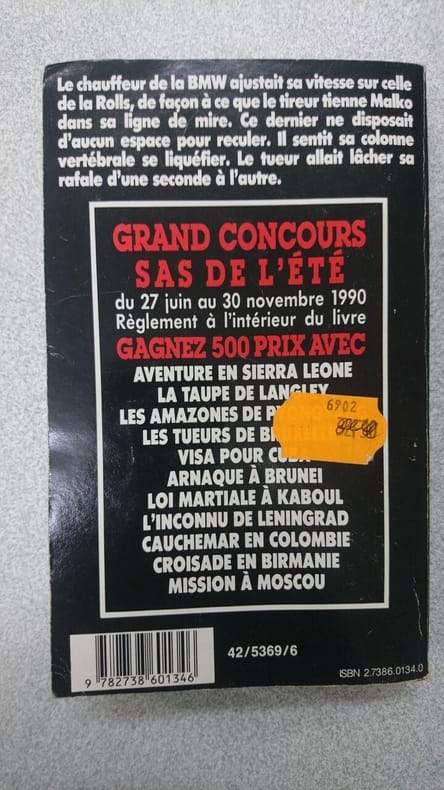 Le chauffeur de la BMW ajustait sa vitesse sur celle
de la Rolls, de façon à ce que le tireur tienne Malko
dans sa ligne de mire. Ce dernier ne disposait
d'aucun espace pour reculer. Il sentit sa colonne
vertébrale se liquéfier. Le tueur allait lâcher sa
rafale d'une seconde à l'autre.
GRAND CONCOURS
SAS DE L'ÉTÉ
du 27 juin au 30 novembre 1990
Règlement à l'intérieur du livre
GAGNEZ 500 PRIX AVEC
AVENTURE EN SIERRA LEONE
LA TAUPE DE LANGLEY
LES AMAZONES DE
6902
LES TUEURS DE
VISA POUR CUBA
ARNAQUE À BRUNEI
LOI MARTIALE À KABOUL
L'INCONNU DE LENINGRAD
CAUCHEMAR EN COLOMBIE
CROISADE EN BIRMANIE
MISSION À MOSCOU
9 782738 601346
42/5369/6
ISBN 2.7386.0134.0